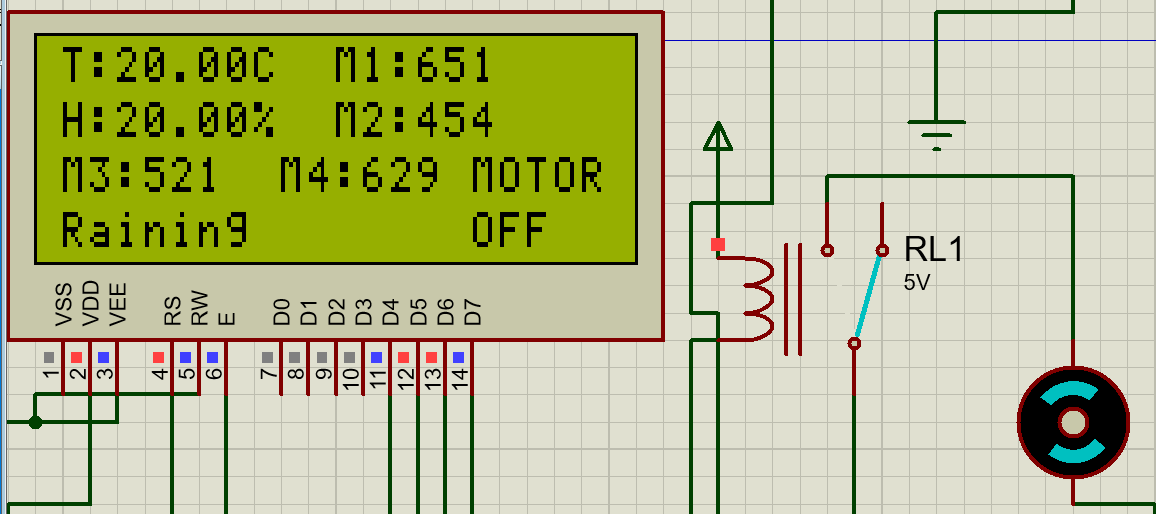 T:20.00C M1:651
H:20.00% M2:454
M3:521 M4:629 MOTOR
Raining OFF
VSS VDD VEE RS RW E D0 D1 D2 D3 D4 D5 D6 D7
1 2 3 4 5 6 7 8 9 10 11 12 13 14
RL1
5V